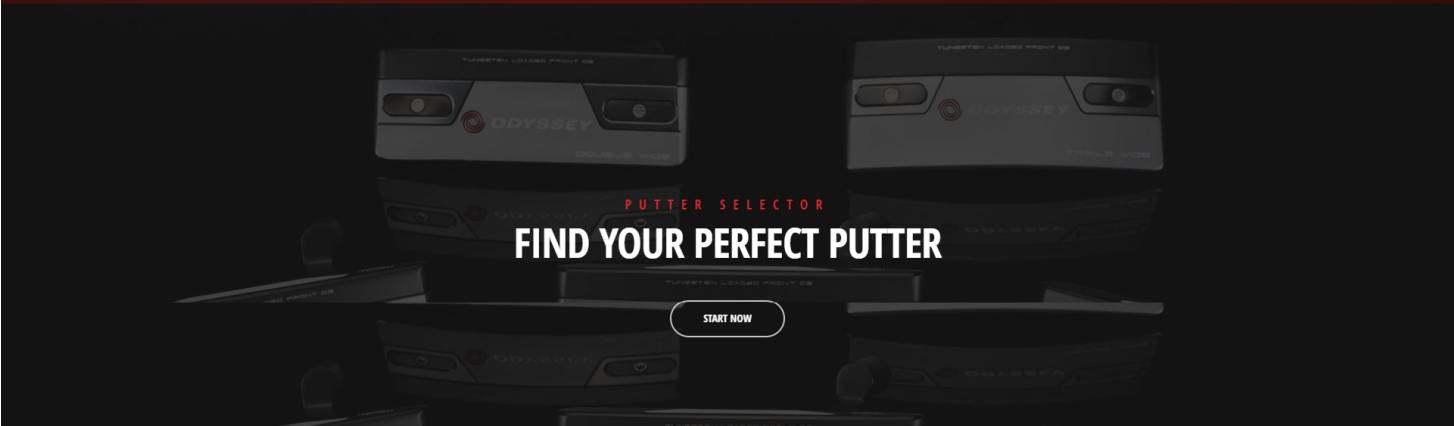 TUNGSTEN LOADED FRONT CG
TUNGSTEN LOADED FRONT CG
ODYSSEY
ODYSSEY
DOUBLE WIDE
TRIPLE WIDE
PUTTER SELECTOR
FIND YOUR PERFECT PUTTER
TUNGSTEN LOADED FRONT CG
START NOW